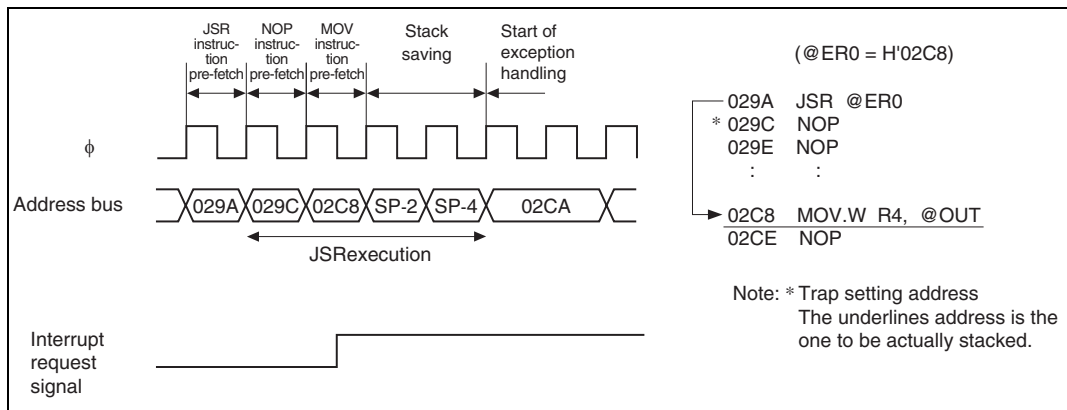 JSR
instruc-
tion
pre-fetch
NOP
instruc-
tion
pre-fetch
MOV
instruc-
tion
pre-fetch
Stack
saving
Start of
exception
handling
ϕ
Address bus
029A
029C
02C8
SP-2
SP-4
02CA
JSRexecution
Interrupt
request
signal
(@ER0 = H'02C8)
029A JSR @ER0
* 029C NOP
029E NOP
: :
02C8 MOV.W R4, @OUT
02CE NOP
Note: * Trap setting address
The underlines address is the
one to be actually stacked.